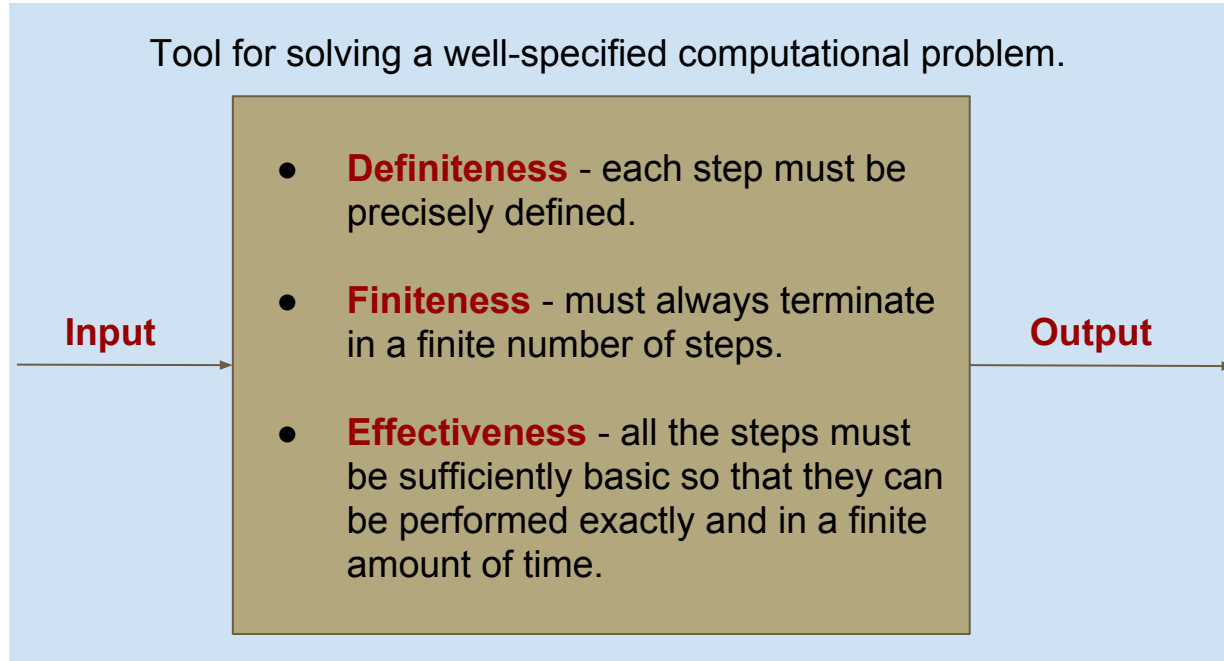 Tool for solving a well-specified computational problem.
● Definiteness - each step must be
precisely defined.
● Finiteness - must always terminate
in a finite number of steps.
● Effectiveness - all the steps must
be sufficiently basic so that they can
be performed exactly and in a finite
amount of time.
Input
Output